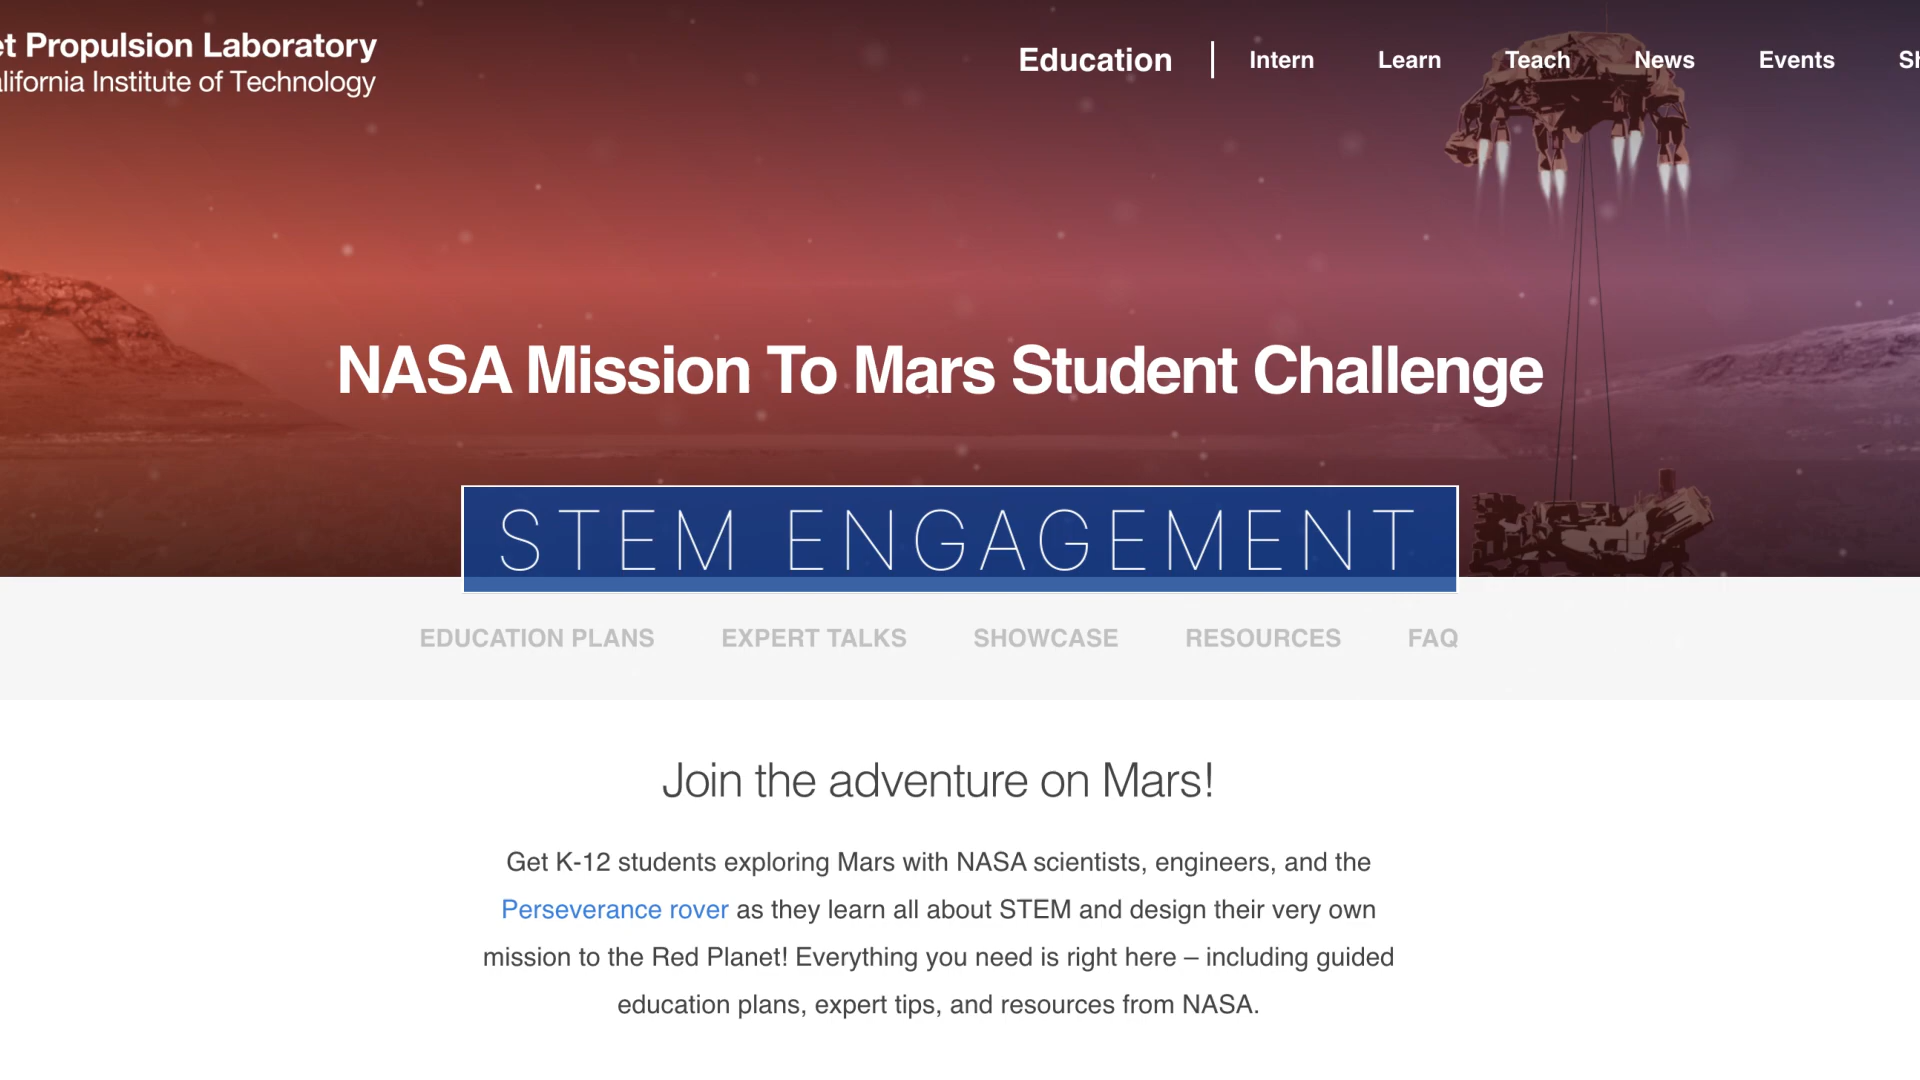 et Propulsion Laboratory
alifornia Institute of Technology
Education
Intern
Learn
Teach
News
Events
Sh
NASA Mission To Mars Student Challenge
STEM ENGAGEMENT
EDUCATION PLANS
EXPERT TALKS
SHOWCASE
RESOURCES
FAQ
Join the adventure on Mars!
Get K-12 students exploring Mars with NASA scientists, engineers, and the
Perseverance rover as they learn all about STEM and design their very own
mission to the Red Planet! Everything you need is right here – including guided
education plans, expert tips, and resources from NASA.